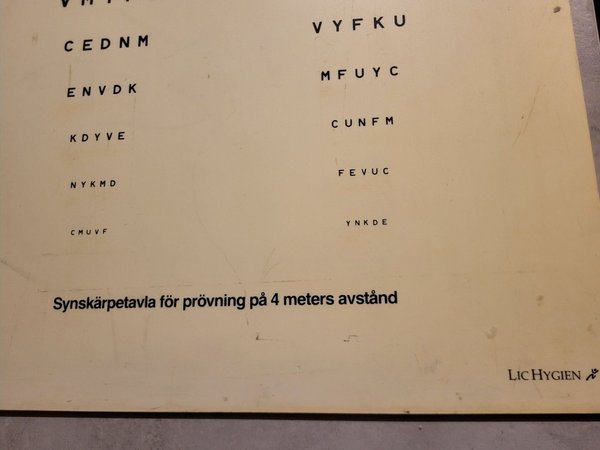 VYFKU
CEDNM
MFUYC
ENVDK
CUNFM
KDYVE
FEVUC
NYKMD
YNKDE
CMUVF
Synskärpetavla för prövning på 4 meters avstånd
LIC HYGIEN